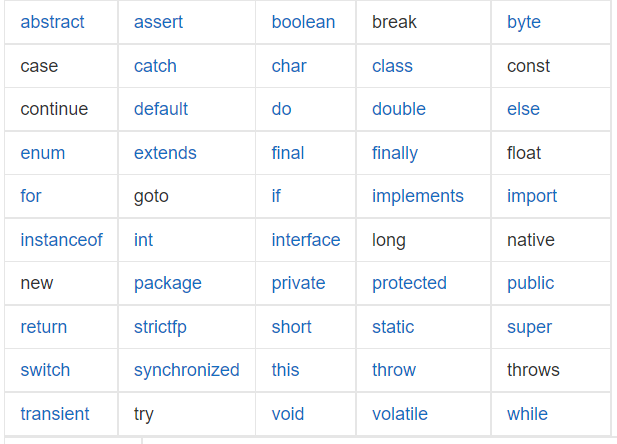 abstract assert boolean break byte
case catch char class const
continue default do double else
enum extends final finally float
for goto if implements import
instanceof int interface long native
new package private protected public
return strictfp short static super
switch synchronized this throw throws
transient try void volatile while